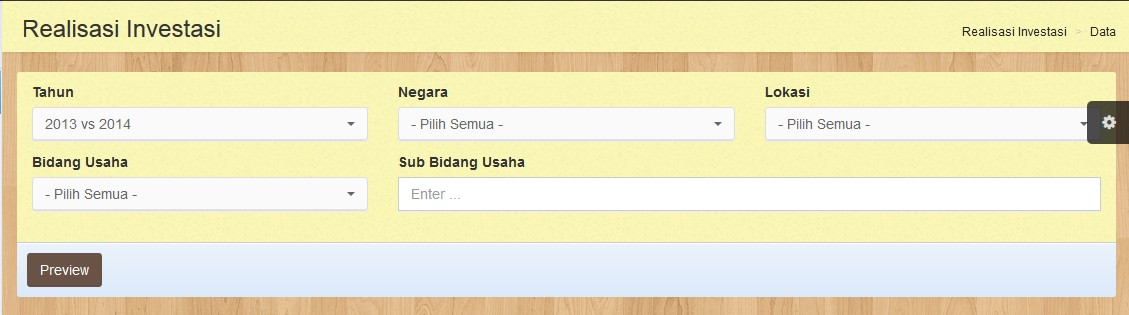 Realisasi Investasi
Realisasi Investasi > Data
Tahun Negara Lokasi
2013 vs 2014 - Pilih Semua - - Pilih Semua -
Bidang Usaha Sub Bidang Usaha
- Pilih Semua - Enter ...
Preview